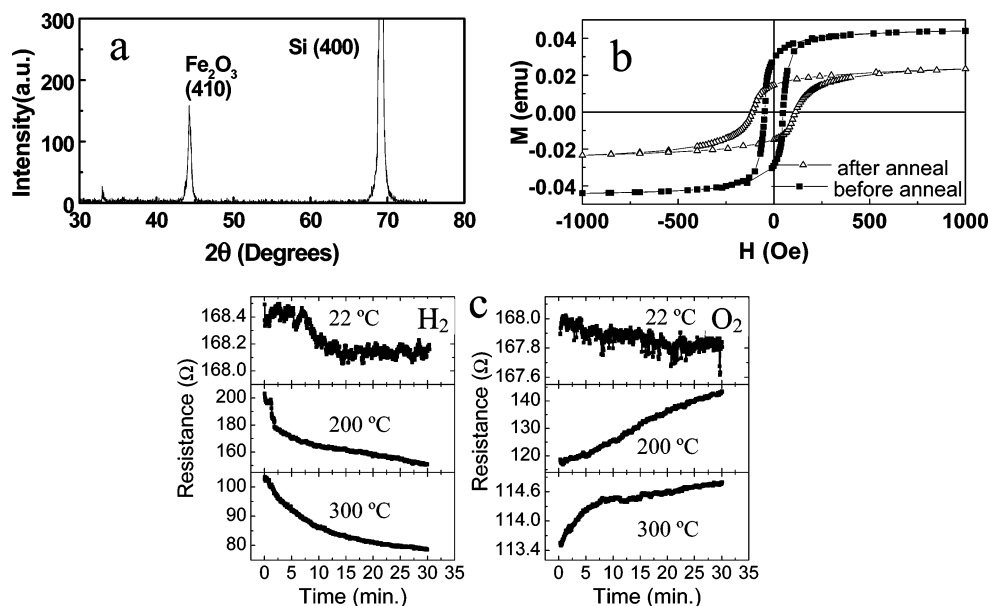 300
200
100
0
Intensity(a.u.)
a
Fe2O3
(410)
Si (400)
30 40 50 60 70 80
2θ (Degrees)
0.04
0.02
0.00
-0.02
-0.04
M (emu)
b
after anneal
before anneal
-1000 -500 0 500 1000
H (Oe)
c
168.4
168.2
168.0
22 ºC
H2
200
160
200 ºC
100
90
80
300 ºC
Resistance (Ω)
0 5 10 15 20 25 30 35
Time (min.)
168.0
167.8
167.6
22 ºC
O2
140
120
200 ºC
114.6
114.0
113.4
300 ºC
Resistance (Ω)
0 5 10 15 20 25 30 35
Time (min.)